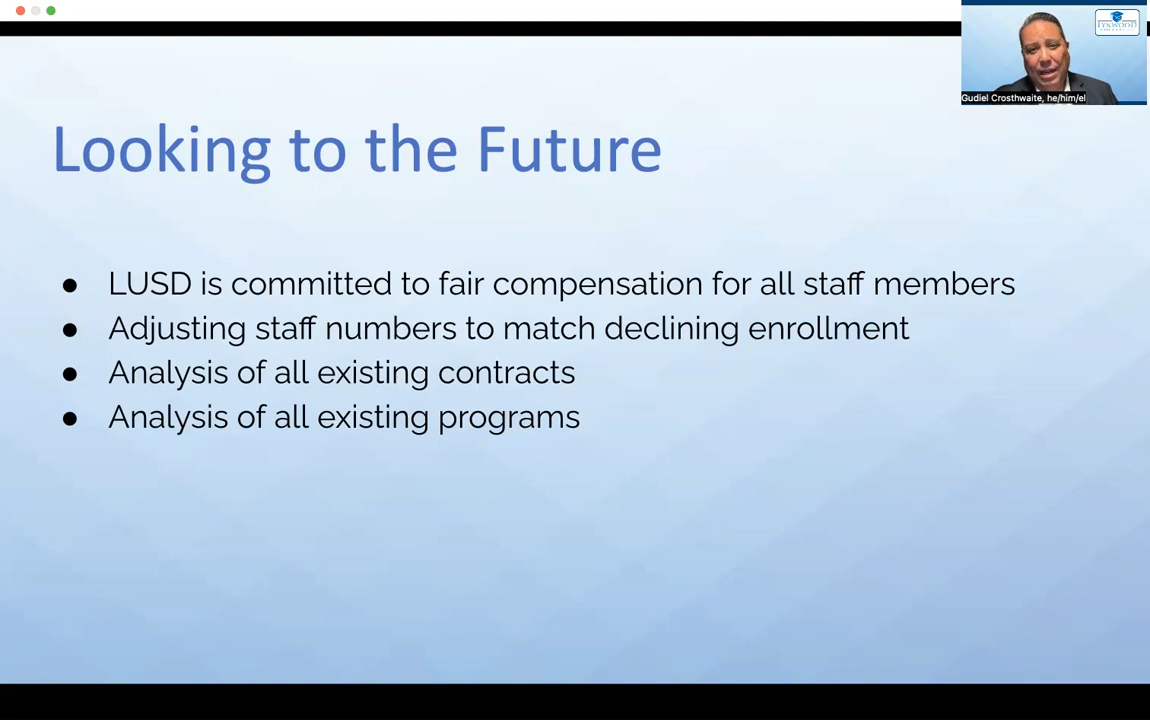 LYNWOOD
Gudiel Crosthwaite, he/him/el
Looking to the Future
● LUSD is committed to fair compensation for all staff members
● Adjusting staff numbers to match declining enrollment
● Analysis of all existing contracts
● Analysis of all existing programs